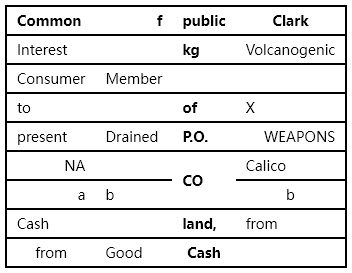 Common f public Clark
Interest kg Volcanogenic
Consumer Member
to of X
present Drained P.O. WEAPONS
NA CO Calico
a b b
Cash land, from
from Good Cash